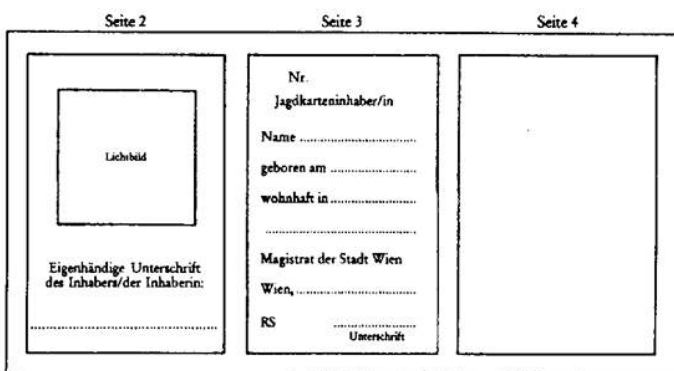 Seite 2
Lichtbild
Eigenhändige Unterschrift
des Inhabers/der Inhaberin:
Seite 3
Nr.
Jagdkarteninhaber/in
Name ......................
geboren am ......................
wohnhaft in ......................
......................
Magistrat der Stadt Wien
Wien, ......................
RS ......................
Unterschrift
Seite 4